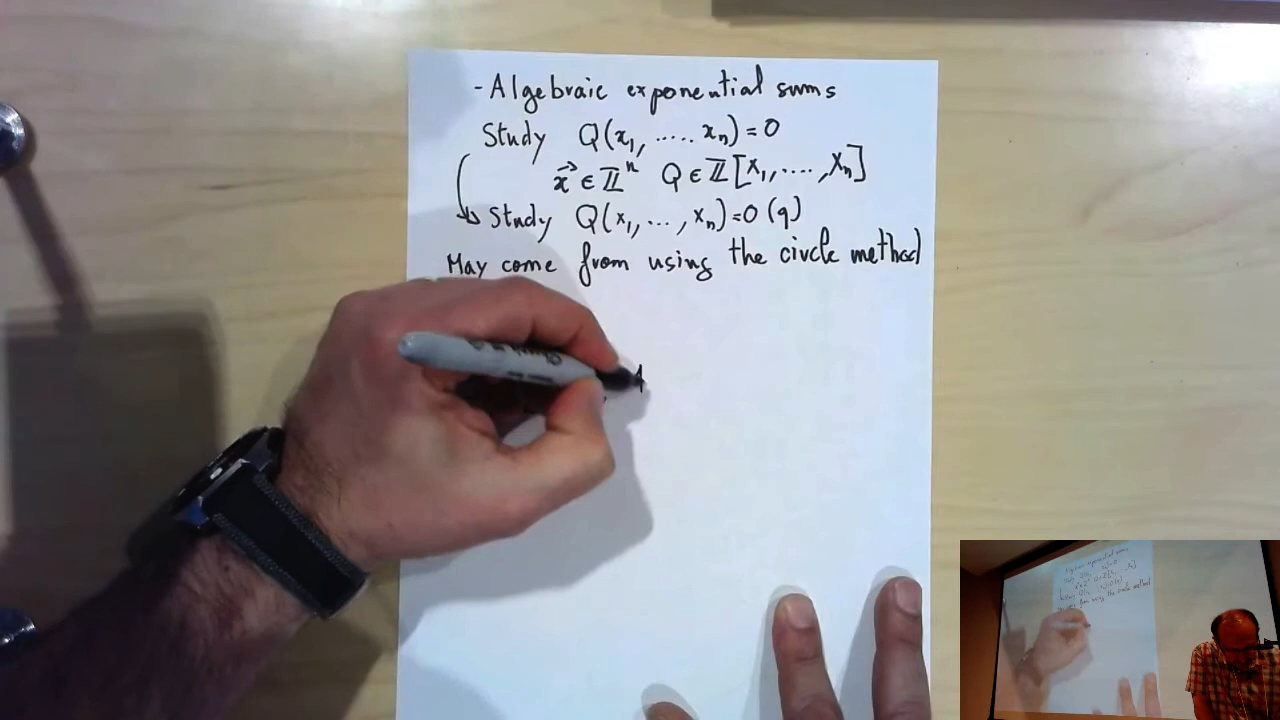 - Algebraic exponential sums
Study Q(x₁, ..... xₙ) = 0
x⃗ ∈ ℤⁿ Q ∈ ℤ[X₁, ...., Xₙ]
↳ Study Q(x₁, ..., xₙ) = 0 (q)
May come from using the circle method